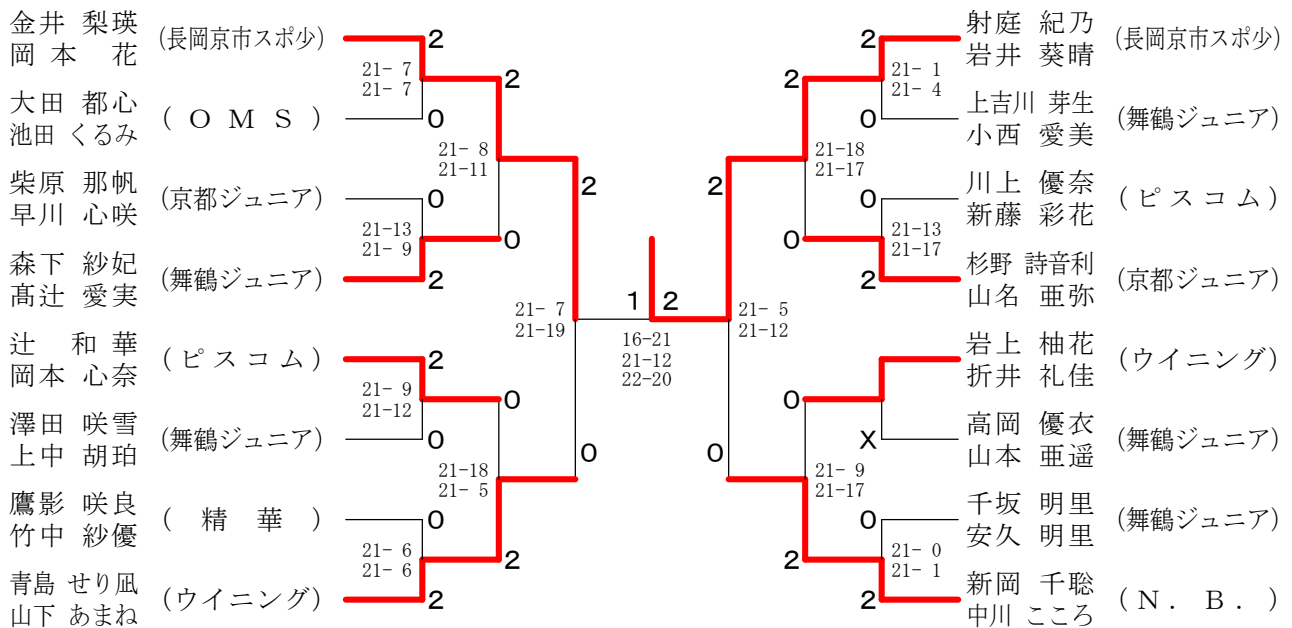 金井 梨瑛
岡本 花
(長岡京市スポ少)
2
21- 7
21- 7
大田 都心
池田 くるみ
( O M S )
0
2
21- 8
21-11
柴原 那帆
早川 心咲
(京都ジュニア)
0
21-13
21- 9
0
森下 紗妃
髙辻 愛実
(舞鶴ジュニア)
2
2
21- 7
21-19
辻 和華
岡本 心奈
(ピスコム)
2
21- 9
21-12
0
澤田 咲雪
上中 胡珀
(舞鶴ジュニア)
0
21-18
21- 5
0
鷹影 咲良
竹中 紗優
( 精 華 )
0
21- 6
21- 6
2
青島 せり凪
山下 あまね
(ウイニング)
2
1 2
16-21
21-12
22-20
射庭 紀乃
岩井 葵晴
(長岡京市スポ少)
2
21- 1
21- 4
2
上吉川 芽生
小西 愛美
(舞鶴ジュニア)
0
21-18
21-17
2
川上 優奈
新藤 彩花
(ピスコム)
0
21-13
21-17
0
杉野 詩音利
山名 亜弥
(京都ジュニア)
2
21- 5
21-12
岩上 柚花
折井 礼佳
(ウイニング)
0
高岡 優衣
山本 亜遥
(舞鶴ジュニア)
X
0
21- 9
21-17
千坂 明里
安久 明里
(舞鶴ジュニア)
0
21- 0
21- 1
2
新岡 千聡
中川 こころ
(N. B.)
2